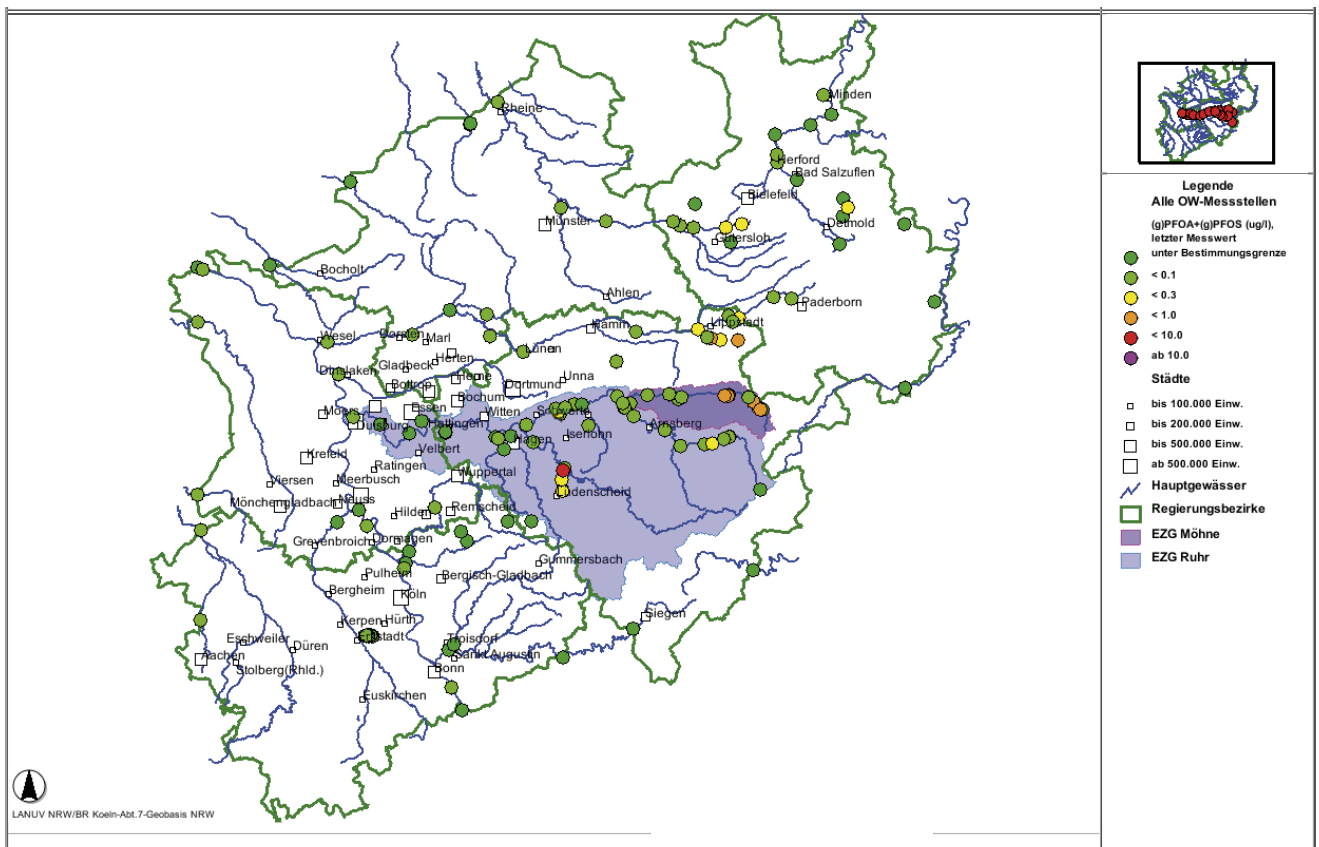 Rheine
Minden
Herford
Bad Salzuflen
Bielefeld
Münster
Detmold
Gütersloh
Bocholt
Ahlen
Paderborn
Wesel
Dorsten
Marl
Hamm
Lippstadt
Lünen
Herten
Gladbeck
Dinslaken
Herne
Unna
Bottrop
Dortmund
Bochum
Moers
Essen
Witten
Schwerte
Duisburg
Hattingen
Arnsberg
Hagen
Iserlohn
Velbert
Krefeld
Ratingen
Wuppertal
Viersen
Meerbusch
Lüdenscheid
Mönchengladbach
Neuss
Hilden
Remscheid
Grevenbroich
Dormagen
Gummersbach
Pulheim
Bergisch-Gladbach
Bergheim
Köln
Siegen
Kerpen
Hürth
Eschweiler
Düren
Erftstadt
Troisdorf
Aachen
Sankt Augustin
Stolberg(Rhld.)
Bonn
Euskirchen
LANUV NRW/BR Koeln-Abt.7-Geobasis NRW
Legende
Alle OW-Messstellen
(g)PFOA+(g)PFOS (ug/l),
letzter Messwert
unter Bestimmungsgrenze
< 0.1
< 0.3
< 1.0
< 10.0
ab 10.0
Städte
bis 100.000 Einw.
bis 200.000 Einw.
bis 500.000 Einw.
ab 500.000 Einw.
Hauptgewässer
Regierungsbezirke
EZG Möhne
EZG Ruhr